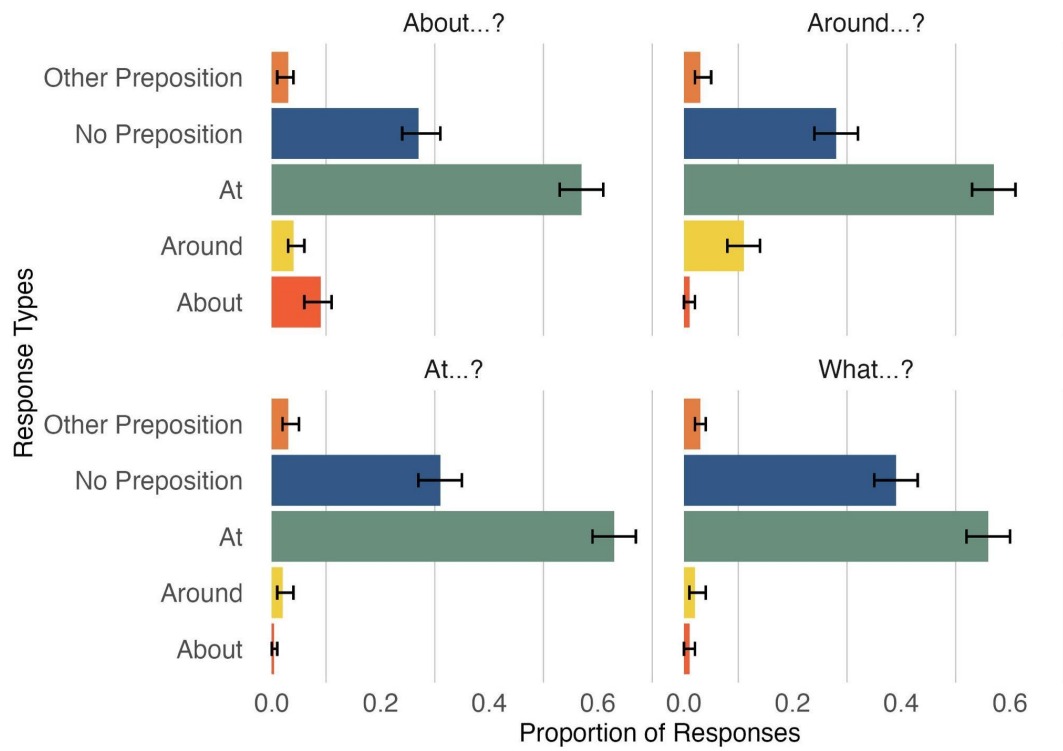 About...?
Around...?
Other Preposition
No Preposition
At
Around
About
Response Types
At...?
What...?
Other Preposition
No Preposition
At
Around
About
0.0 0.2 0.4 0.6 0.0 0.2 0.4 0.6
Proportion of Responses